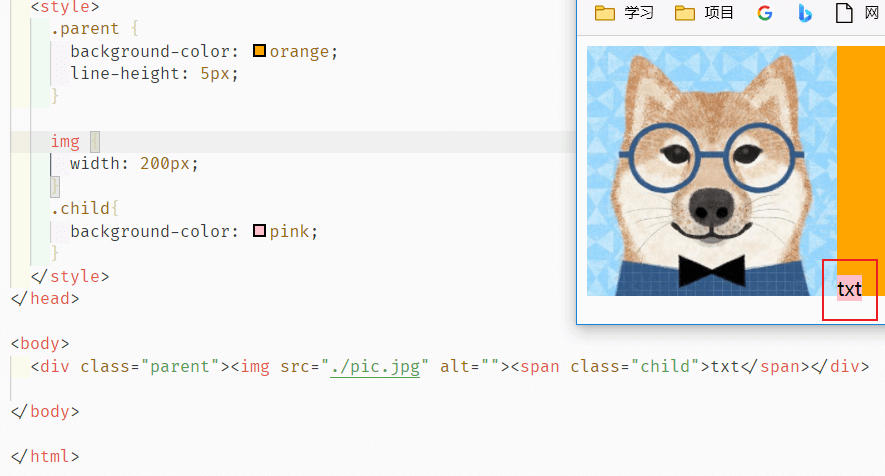 <style>
.parent {
background-color: orange;
line-height: 5px;
}
img {
width: 200px;
}
.child{
background-color: pink;
}
</style>
</head>
<body>
<div class="parent"><img src="./pic.jpg" alt=""><span class="child">txt</span></div>
</body>
</html>
学习 项目 网
txt